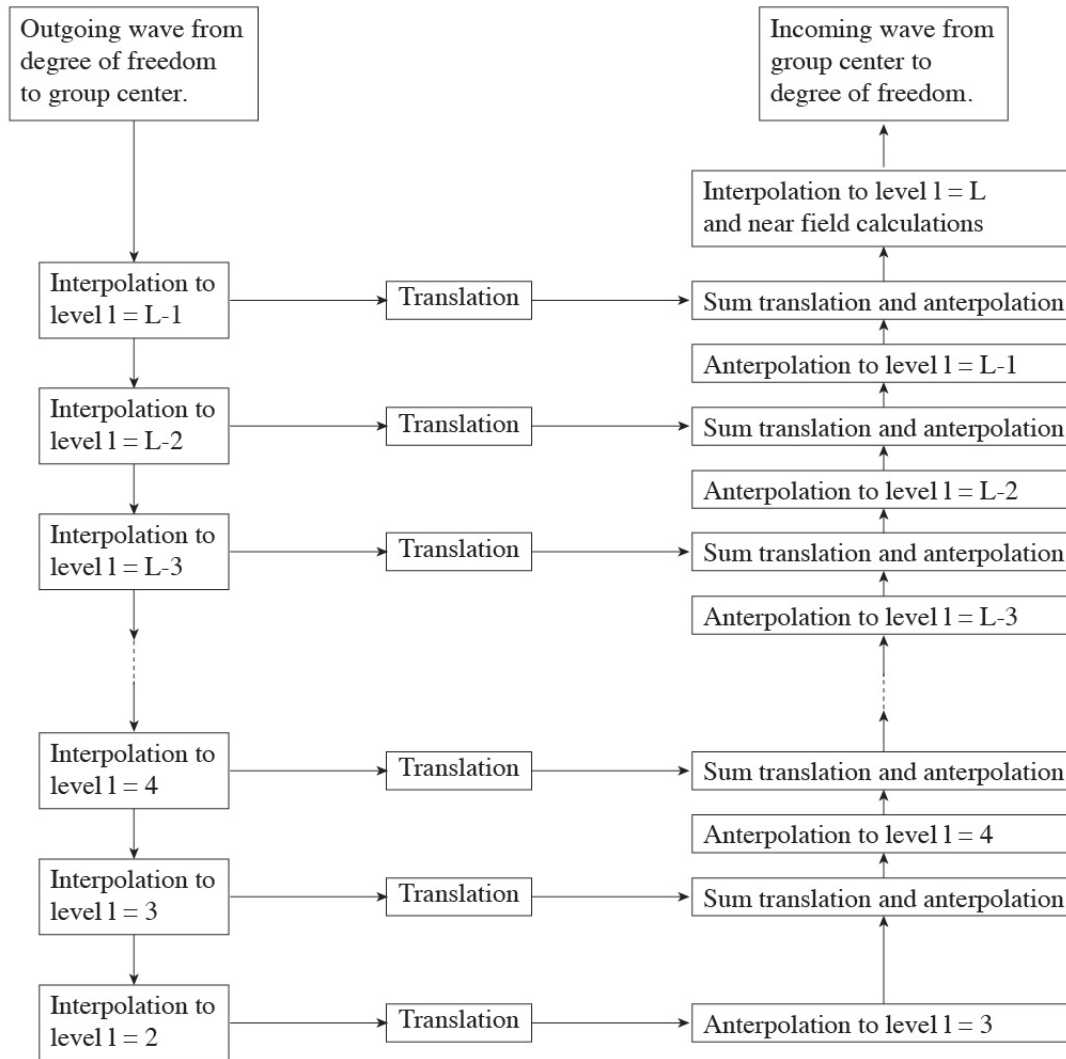 Outgoing wave from
degree of freedom
to group center.
Incoming wave from
group center to
degree of freedom.
Interpolation to level l = L
and near field calculations
Interpolation to
level l = L-1
Translation
Sum translation and anterpolation
Anterpolation to level l = L-1
Interpolation to
level l = L-2
Translation
Sum translation and anterpolation
Anterpolation to level l = L-2
Interpolation to
level l = L-3
Translation
Sum translation and anterpolation
Anterpolation to level l = L-3
Interpolation to
level l = 4
Translation
Sum translation and anterpolation
Anterpolation to level l = 4
Interpolation to
level l = 3
Translation
Sum translation and anterpolation
Interpolation to
level l = 2
Translation
Anterpolation to level l = 3